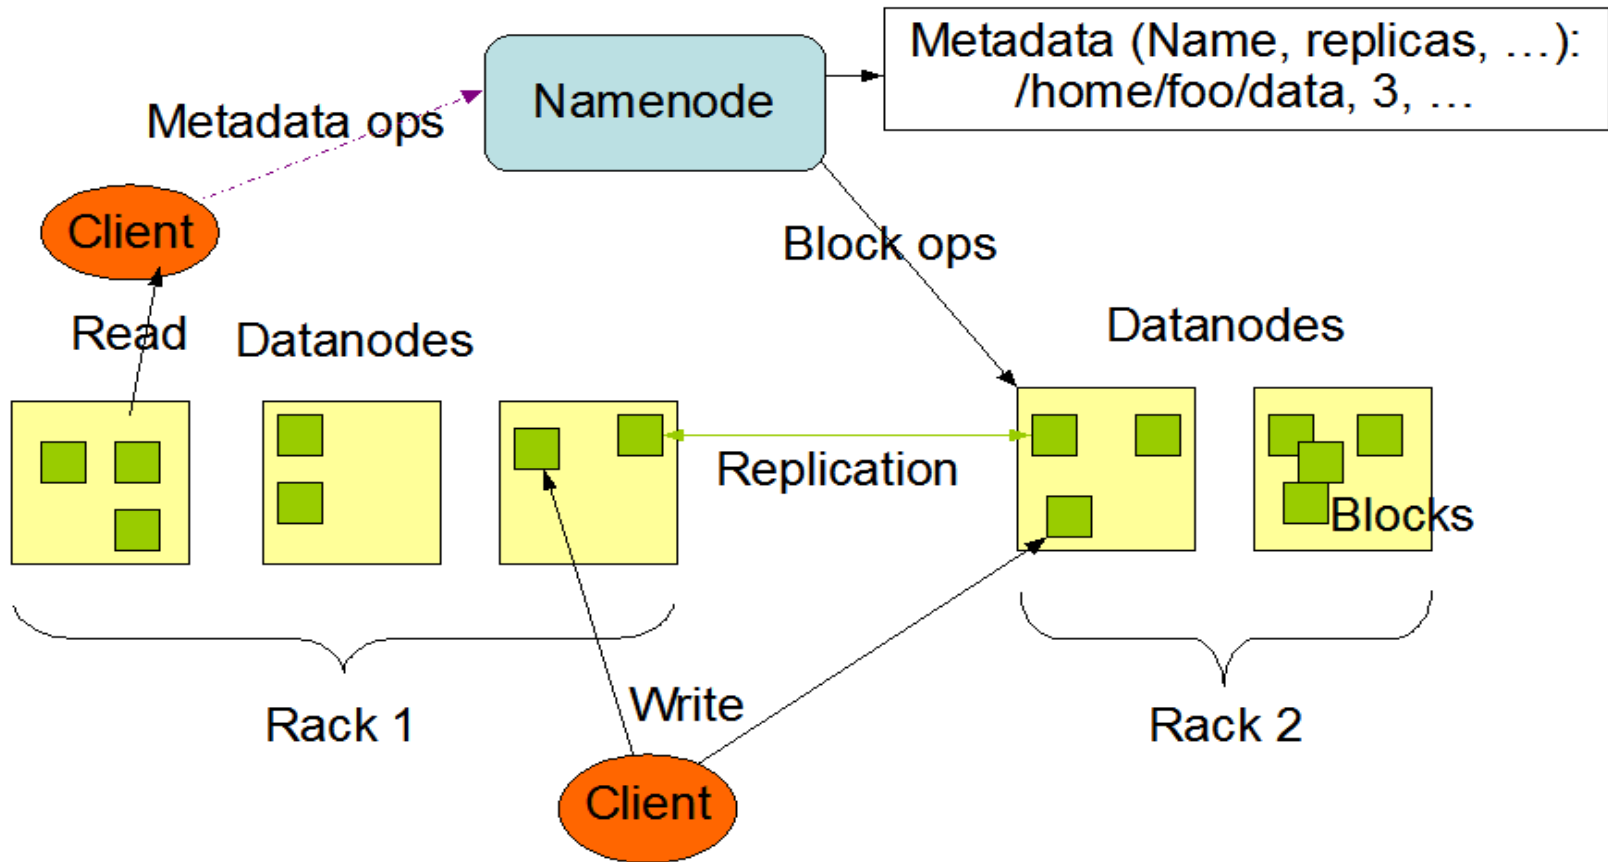 Metadata (Name, replicas, …):
/home/foo/data, 3, …
Namenode
Metadata ops
Client
Block ops
Read
Datanodes
Datanodes
Replication
Blocks
Rack 1
Write
Rack 2
Client